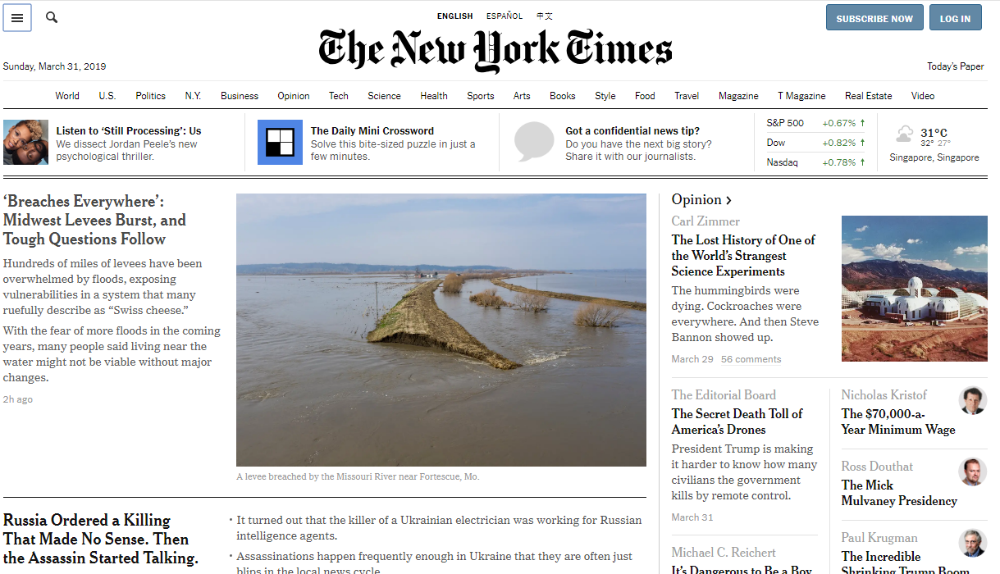 ENGLISH ESPAÑOL 中文
SUBSCRIBE NOW LOG IN
The New York Times
Sunday, March 31, 2019
Today's Paper
World U.S. Politics N.Y. Business Opinion Tech Science Health Sports Arts Books Style Food Travel Magazine T Magazine Real Estate Video
Listen to ‘Still Processing’: Us
We dissect Jordan Peele's new
psychological thriller.
The Daily Mini Crossword
Solve this bite-sized puzzle in just a
few minutes.
Got a confidential news tip?
Do you have the next big story?
Share it with our journalists.
S&P 500 +0.67% ↑
Dow +0.82% ↑
Nasdaq +0.78% ↑
31°C
32° 27°
Singapore, Singapore
‘Breaches Everywhere’:
Midwest Levees Burst, and
Tough Questions Follow
Hundreds of miles of levees have been
overwhelmed by floods, exposing
vulnerabilities in a system that many
ruefully describe as “Swiss cheese.”
With the fear of more floods in the coming
years, many people said living near the
water might not be viable without major
changes.
2h ago
A levee breached by the Missouri River near Fortescue, Mo.
Russia Ordered a Killing
That Made No Sense. Then
the Assassin Started Talking.
• It turned out that the killer of a Ukrainian electrician was working for Russian
intelligence agents.
• Assassinations happen frequently enough in Ukraine that they are often just
blips in the local news cycle.
Opinion >
Carl Zimmer
The Lost History of One of
the World's Strangest
Science Experiments
The hummingbirds were
dying. Cockroaches were
everywhere. And then Steve
Bannon showed up.
March 29 56 comments
The Editorial Board
The Secret Death Toll of
America's Drones
President Trump is making
it harder to know how many
civilians the government
kills by remote control.
March 31
Michael C. Reichert
It's Dangerous to Be a Boy
Nicholas Kristof
The $70,000-a-
Year Minimum Wage
Ross Douthat
The Mick
Mulvaney Presidency
Paul Krugman
The Incredible
Shrinking Trump Boom